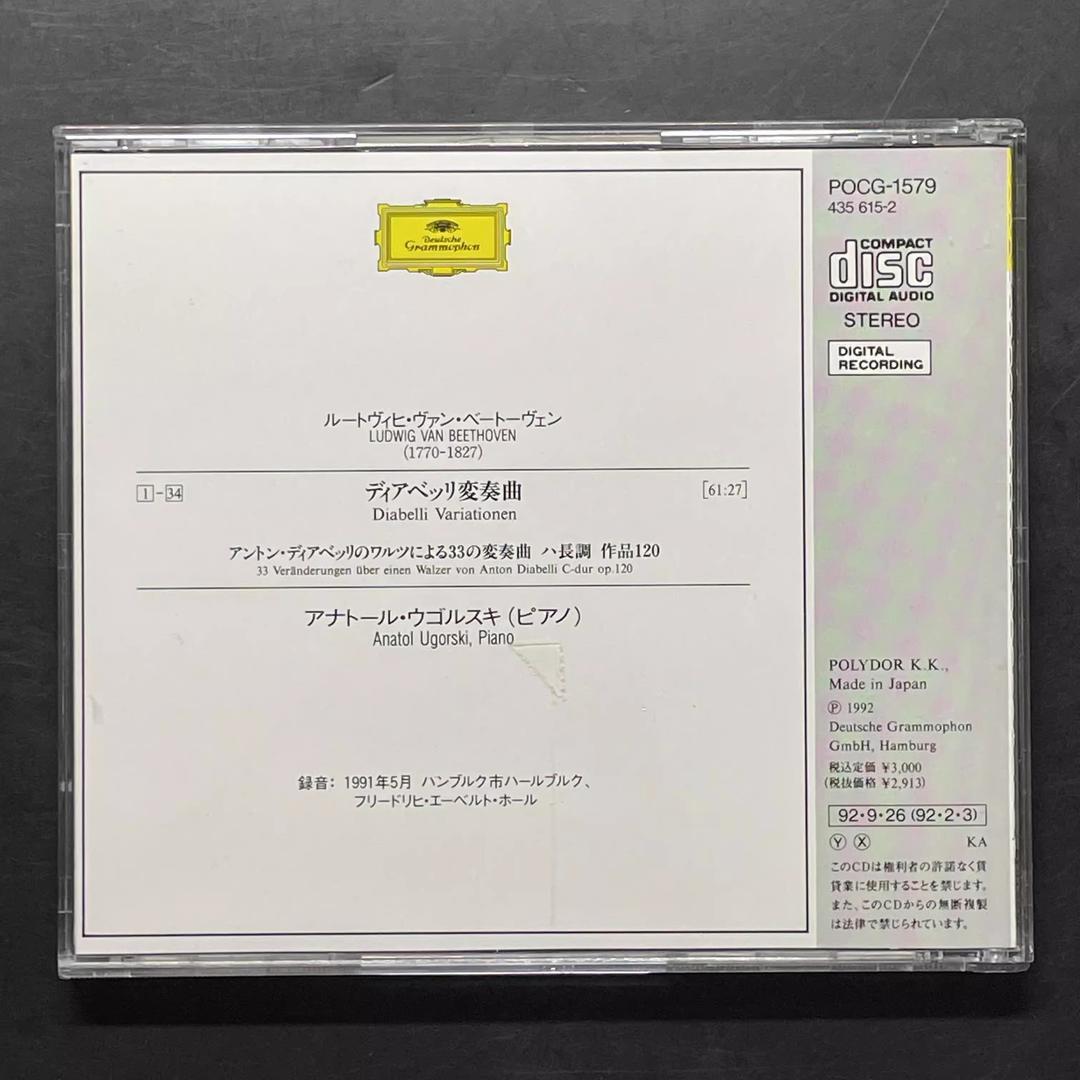 Deutsche
Grammophon
ルートヴィヒ・ヴァン・ベートーヴェン
LUDWIG VAN BEETHOVEN
(1770-1827)
1-34 ディアベッリ変奏曲 [61:27]
Diabelli Variationen
アントン・ディアベッリのワルツによる33の変奏曲 ハ長調 作品120
33 Veränderungen über einen Walzer von Anton Diabelli C-dur op.120
アナトール・ウゴルスキ(ピアノ)
Anatol Ugorski, Piano
録音: 1991年5月 ハンブルク市ハールブルク、
フリードリヒ・エーベルト・ホール
POCG-1579
435 615-2
COMPACT
disc
DIGITAL AUDIO
STEREO
DIGITAL
RECORDING
POLYDOR K.K.,
Made in Japan
Ⓟ 1992
Deutsche Grammophon
GmbH, Hamburg
税込定価 ¥3,000
(税抜価格 ¥2,913)
92・9・26 (92・2・3)
Ⓨ Ⓧ KA
このCDは権利者の許諾なく賃
貸業に使用することを禁じます。
また、このCDからの無断複製
は法律で禁じられています。